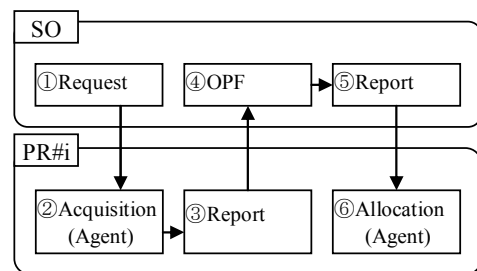 SO
①Request
④OPF
⑤Report
PR#i
②Acquisition
(Agent)
③Report
⑥Allocation
(Agent)